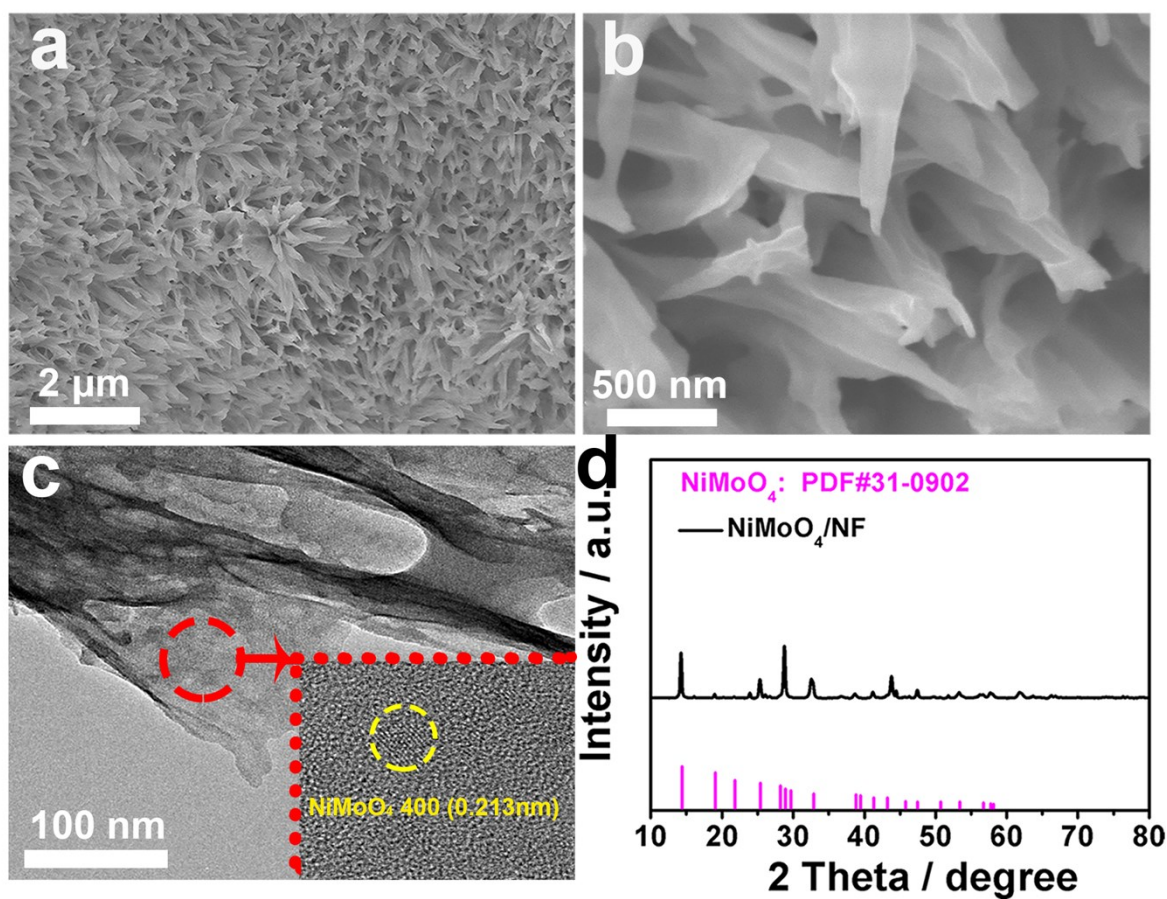 a
2 μm
b
500 nm
c
NiMoO₄ 400 (0.213nm)
100 nm
d
NiMoO₄: PDF#31-0902
NiMoO₄/NF
Intensity / a.u.
10 20 30 40 50 60 70 80
2 Theta / degree